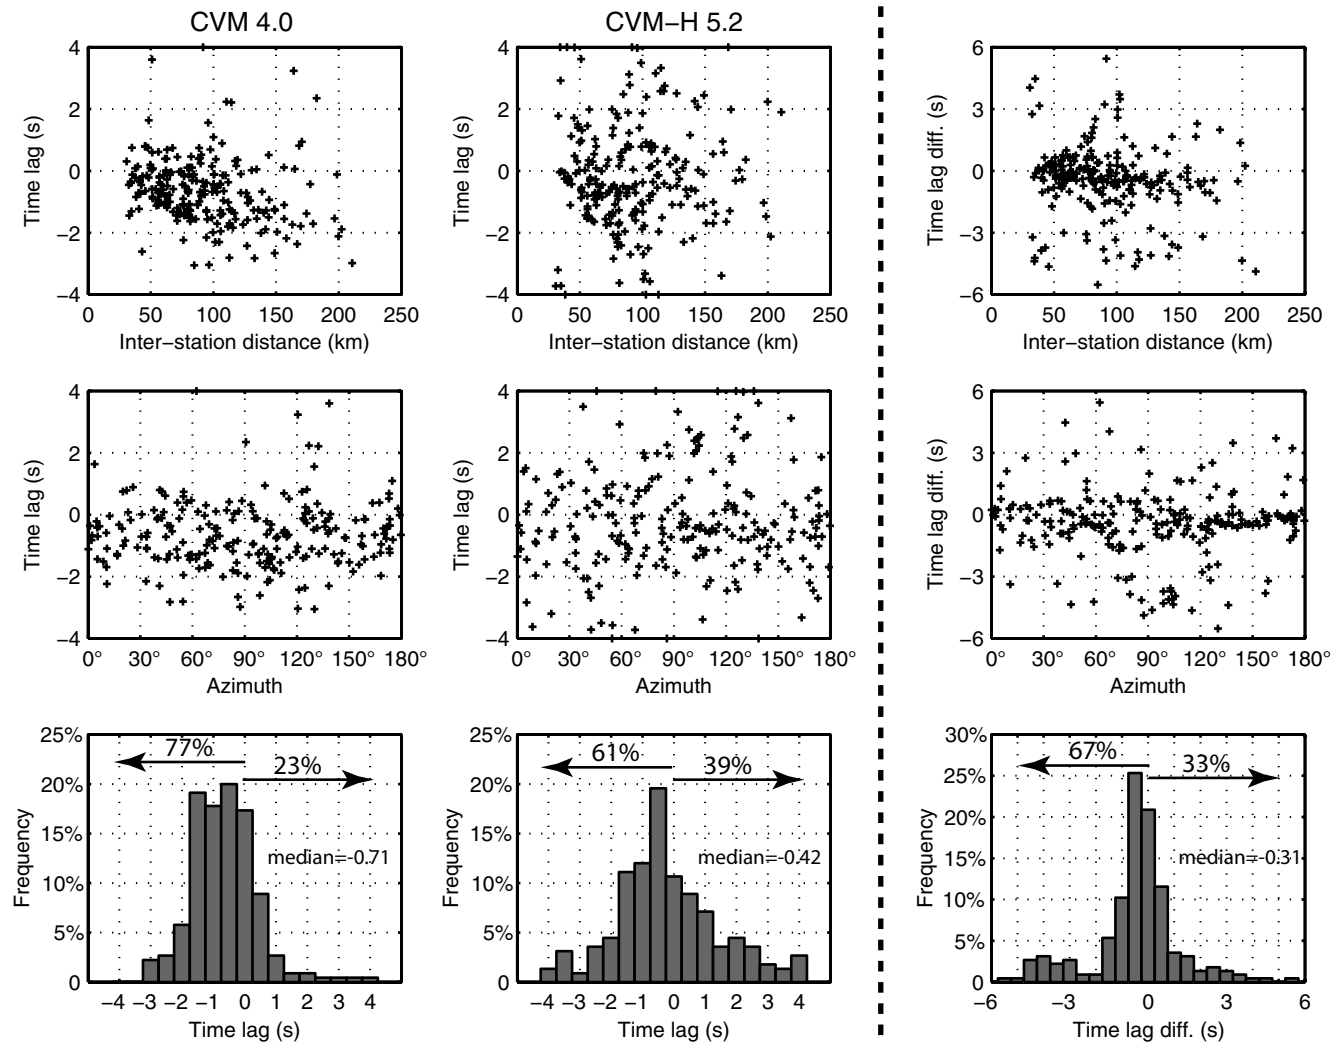 CVM 4.0
CVM−H 5.2
4
2
0
−2
−4
Time lag (s)
0 50 100 150 200 250
Inter−station distance (km)
4
2
0
−2
−4
Time lag (s)
0 50 100 150 200 250
Inter−station distance (km)
6
3
0
−3
−6
Time lag diff. (s)
0 50 100 150 200 250
Inter−station distance (km)
4
2
0
−2
−4
Time lag (s)
0° 30° 60° 90° 120° 150° 180°
Azimuth
4
2
0
−2
−4
Time lag (s)
0° 30° 60° 90° 120° 150° 180°
Azimuth
6
3
0
−3
−6
Time lag diff. (s)
0° 30° 60° 90° 120° 150° 180°
Azimuth
25%
20%
15%
10%
5%
0
Frequency
77%
23%
median=-0.71
−4 −3 −2 −1 0 1 2 3 4
Time lag (s)
25%
20%
15%
10%
5%
0
Frequency
61%
39%
median=-0.42
−4 −3 −2 −1 0 1 2 3 4
Time lag (s)
30%
25%
20%
15%
10%
5%
0
Frequency
67%
33%
median=-0.31
−6 −3 0 3 6
Time lag diff. (s)